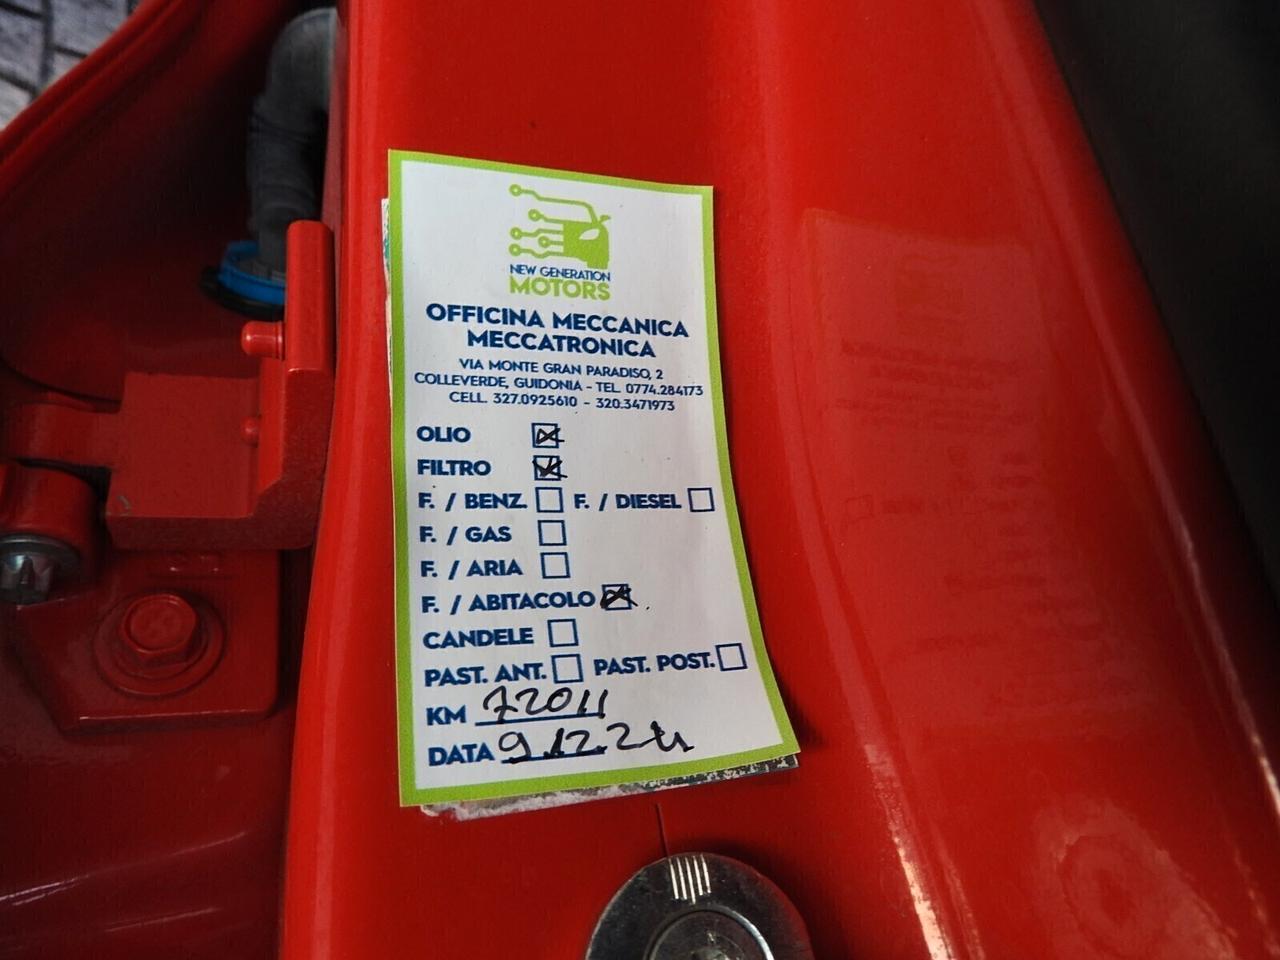 NEW GENERATION
MOTORS
OFFICINA MECCANICA
MECCATRONICA
VIA MONTE GRAN PARADISO, 2
COLLEVERDE, GUIDONIA - TEL. 0774.284173
CELL. 327.0925610 - 320.3471973
OLIO
FILTRO
F. / BENZ. F. / DIESEL
F. / GAS
F. / ARIA
F. / ABITACOLO
CANDELE
PAST. ANT. PAST. POST.
KM 72011
DATA 9.12.24